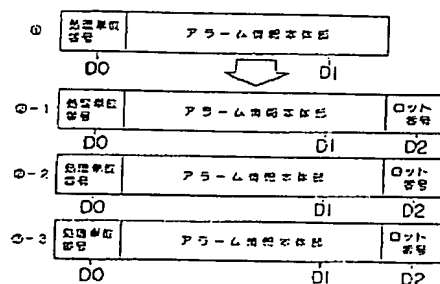 処理単位
番号
アラーム情報本体部
D0
D1
処理単位
番号
アラーム情報本体部
ロット
番号
-1
D0
D1
D2
処理単位
番号
アラーム情報本体部
ロット
番号
-2
D0
D1
D2
処理単位
番号
アラーム情報本体部
ロット
番号
-3
D0
D1
D2